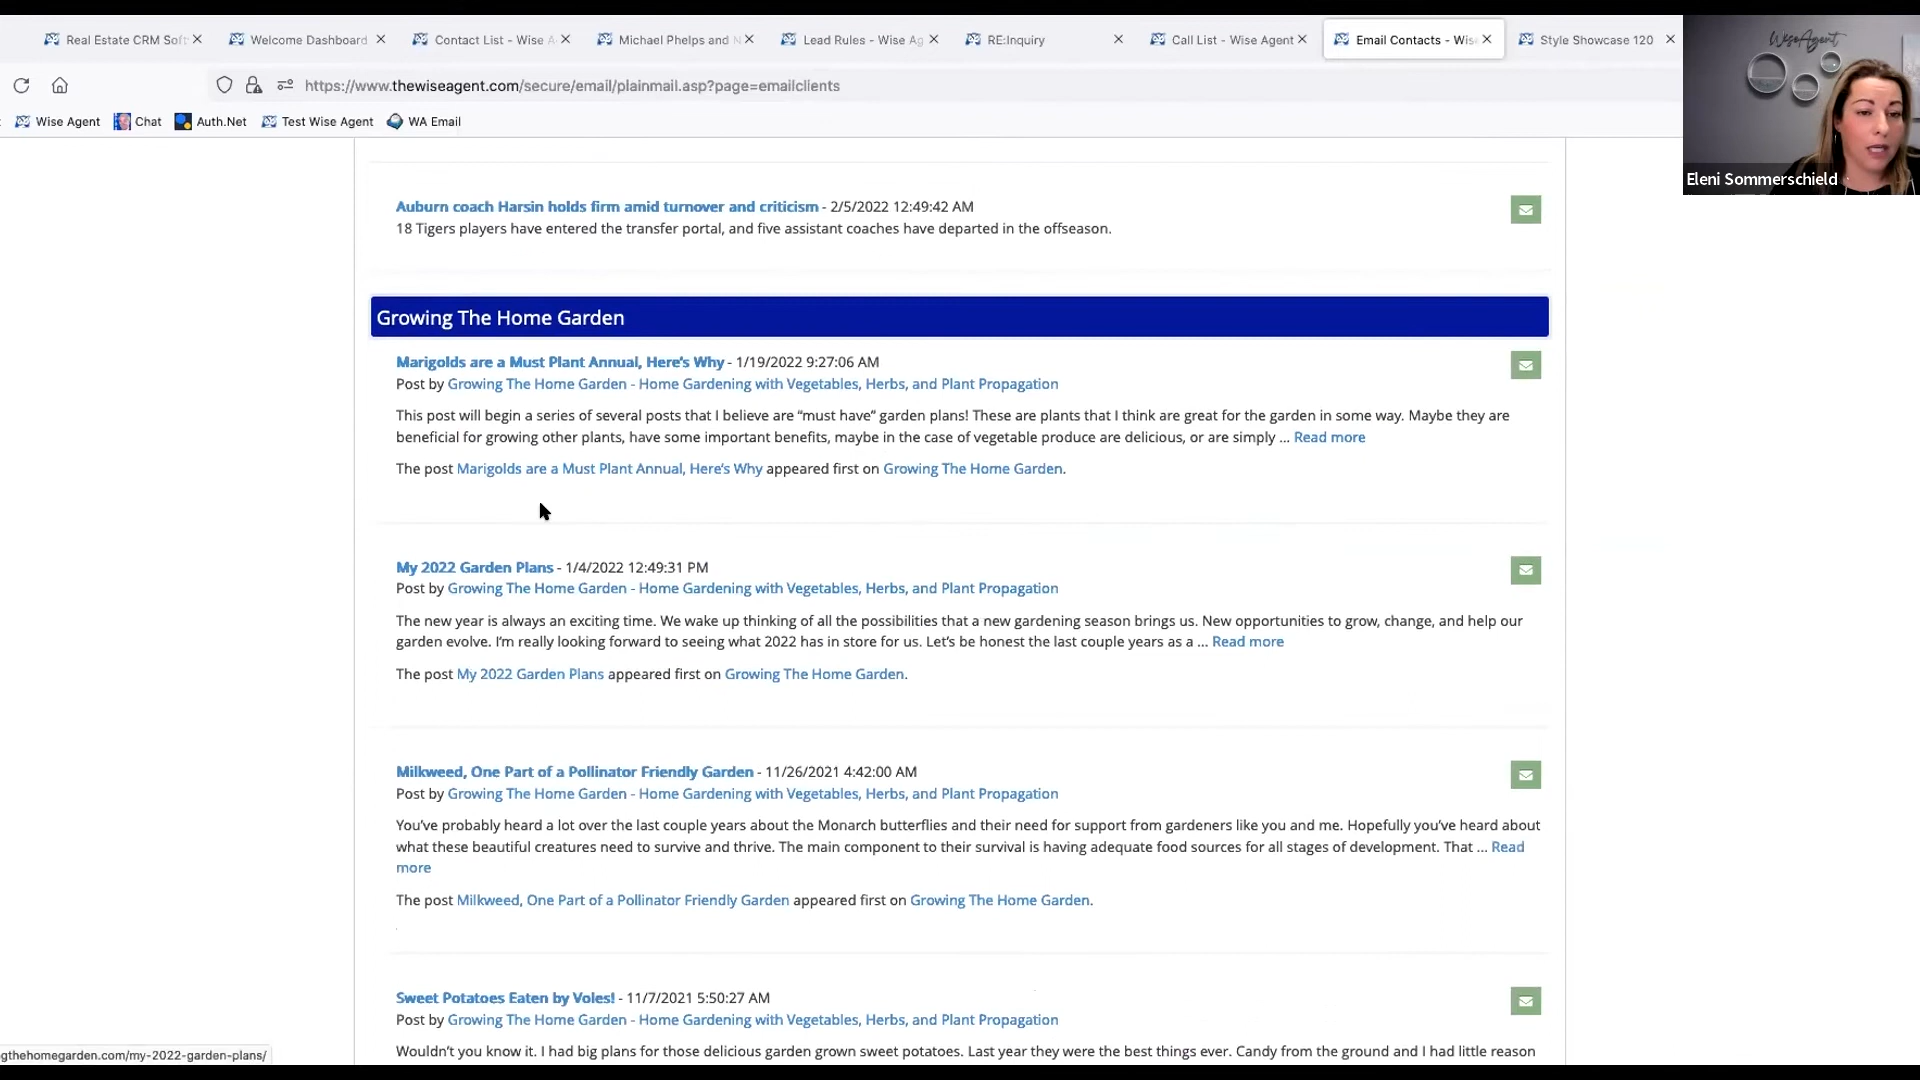 Real Estate CRM Soft
Welcome Dashboard
Contact List - Wise A
Michael Phelps and N
Lead Rules - Wise Ag
RE:Inquiry
Call List - Wise Agent
Email Contacts - Wis
Style Showcase 120
https://www.thewiseagent.com/secure/email/plainmail.asp?page=emailclients
Wise Agent
Chat
Auth.Net
Test Wise Agent
WA Email
WiseAgent
Eleni Sommerschield
Auburn coach Harsin holds firm amid turnover and criticism - 2/5/2022 12:49:42 AM
18 Tigers players have entered the transfer portal, and five assistant coaches have departed in the offseason.
Growing The Home Garden
Marigolds are a Must Plant Annual, Here’s Why - 1/19/2022 9:27:06 AM
Post by Growing The Home Garden - Home Gardening with Vegetables, Herbs, and Plant Propagation
This post will begin a series of several posts that I believe are “must have” garden plans! These are plants that I think are great for the garden in some way. Maybe they are
beneficial for growing other plants, have some important benefits, maybe in the case of vegetable produce are delicious, or are simply ... Read more
The post Marigolds are a Must Plant Annual, Here’s Why appeared first on Growing The Home Garden.
My 2022 Garden Plans - 1/4/2022 12:49:31 PM
Post by Growing The Home Garden - Home Gardening with Vegetables, Herbs, and Plant Propagation
The new year is always an exciting time. We wake up thinking of all the possibilities that a new gardening season brings us. New opportunities to grow, change, and help our
garden evolve. I’m really looking forward to seeing what 2022 has in store for us. Let’s be honest the last couple years as a ... Read more
The post My 2022 Garden Plans appeared first on Growing The Home Garden.
Milkweed, One Part of a Pollinator Friendly Garden - 11/26/2021 4:42:00 AM
Post by Growing The Home Garden - Home Gardening with Vegetables, Herbs, and Plant Propagation
You’ve probably heard a lot over the last couple years about the Monarch butterflies and their need for support from gardeners like you and me. Hopefully you’ve heard about
what these beautiful creatures need to survive and thrive. The main component to their survival is having adequate food sources for all stages of development. That ... Read
more
The post Milkweed, One Part of a Pollinator Friendly Garden appeared first on Growing The Home Garden.
Sweet Potatoes Eaten by Voles! - 11/7/2021 5:50:27 AM
Post by Growing The Home Garden - Home Gardening with Vegetables, Herbs, and Plant Propagation
Wouldn’t you know it. I had big plans for those delicious garden grown sweet potatoes. Last year they were the best things ever. Candy from the ground and I had little reason
gthehomegarden.com/my-2022-garden-plans/